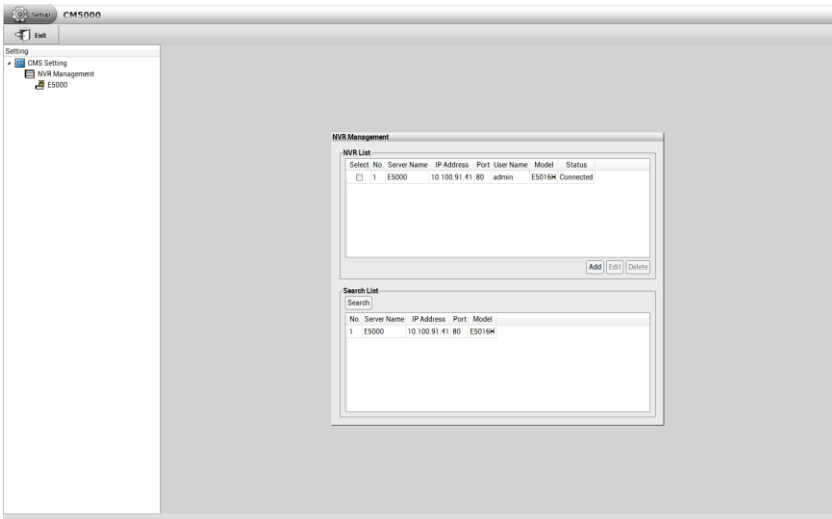 Setup CM5000
Exit
Setting
CMS Setting
NVR Management
E5000
NVR Management
NVR List
Select No. Server Name IP Address Port User Name Model Status
1 E5000 10.100.91.41 80 admin E5016H Connected
Add Edit Delete
Search List
Search
No. Server Name IP Address Port Model
1 E5000 10.100.91.41 80 E5016H